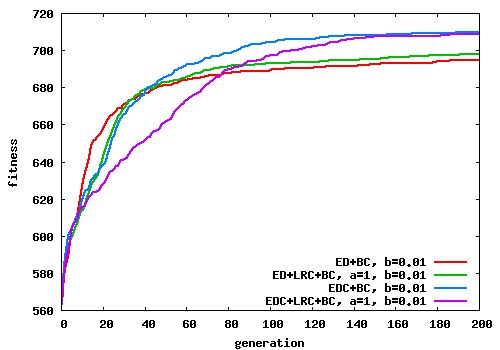 720
700
680
660
640
620
600
580
560
fitness
ED+BC, b=0.01
ED+LRC+BC, a=1, b=0.01
EDC+BC, b=0.01
EDC+LRC+BC, a=1, b=0.01
0 20 40 60 80 100 120 140 160 180 200
generation